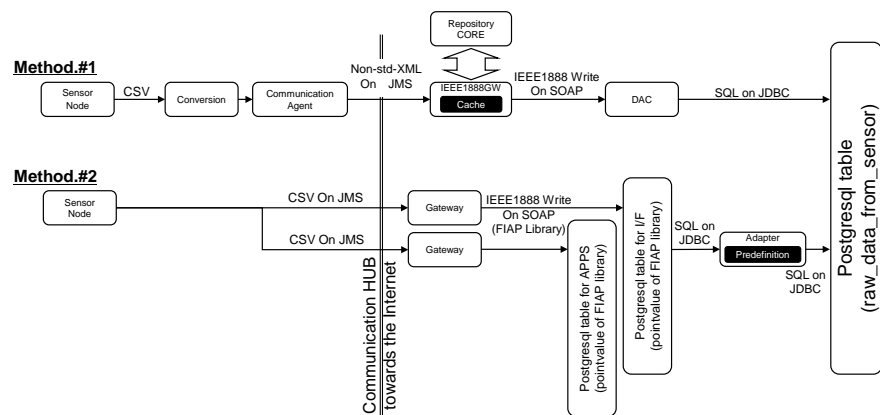 Repository
CORE
Method.#1
Non-std-XML
On JMS
IEEE1888 Write
On SOAP
Sensor
Node
CSV
Conversion
Communication
Agent
IEEE1888GW
Cache
DAC
SQL on JDBC
Method.#2
Sensor
Node
CSV On JMS
Gateway
IEEE1888 Write
On SOAP
(FIAP Library)
CSV On JMS
Gateway
SQL on
JDBC
Adapter
Predefinition
SQL on
JDBC
Communication HUB
towards the Internet
Postgresql table for APPS
(pointvalue of FIAP library)
Postgresql table for I/F
(pointvalue of FIAP library)
Postgresql table
(raw_data_from_sensor)